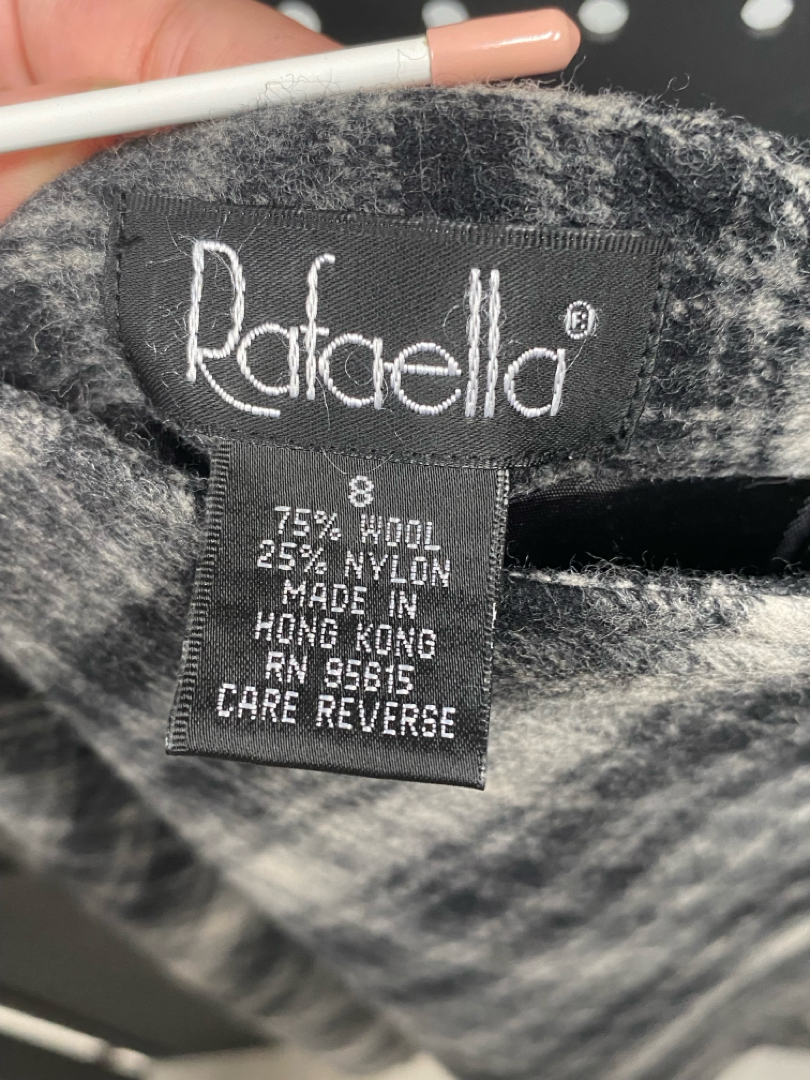 Rafaella®
8
75% WOOL
25% NYLON
MADE IN
HONG KONG
RN 95615
CARE REVERSE